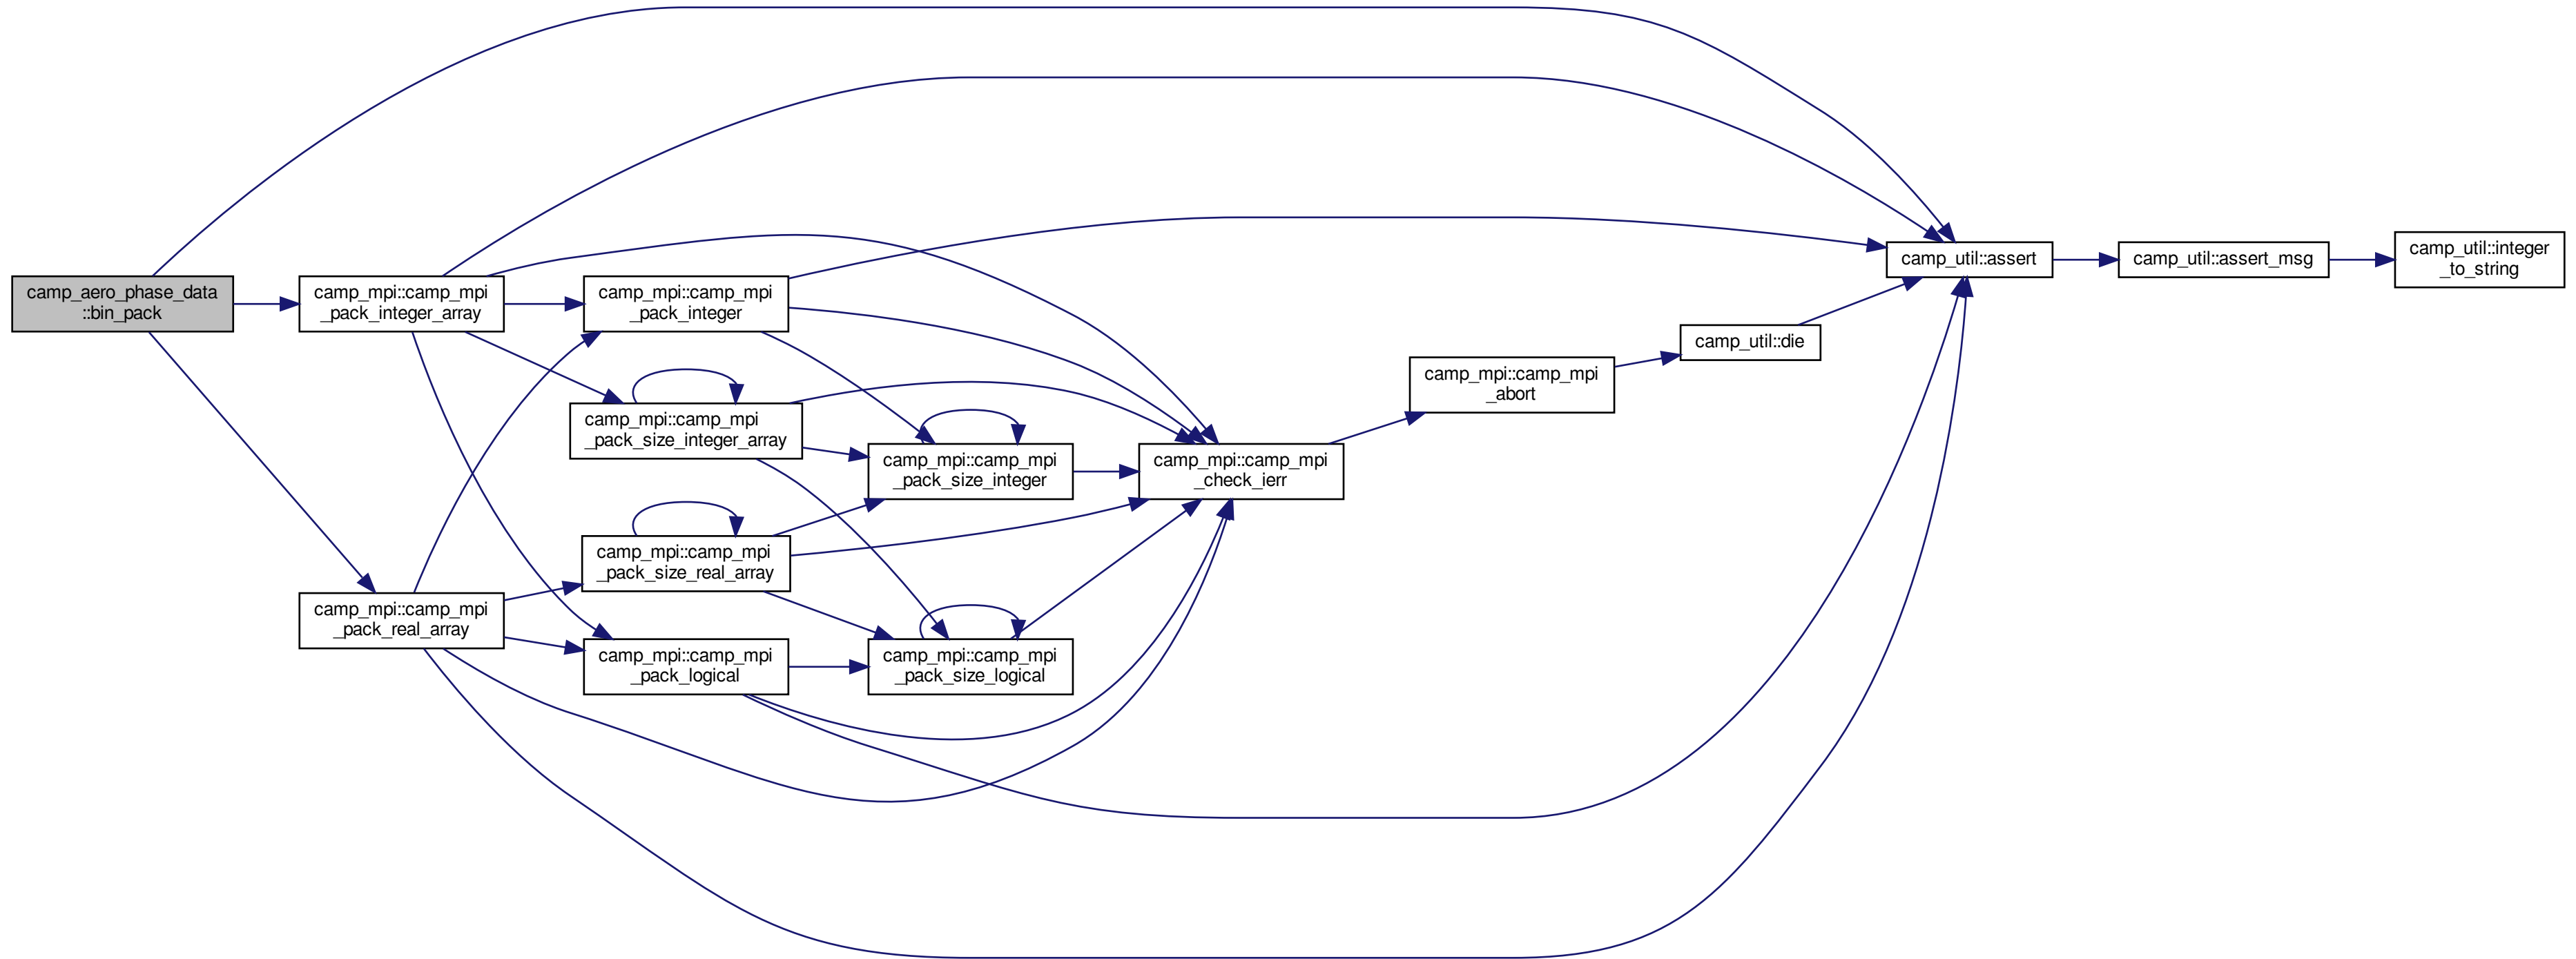 camp_aero_phase_data
::bin_pack
camp_mpi::camp_mpi
_pack_integer_array
camp_mpi::camp_mpi
_pack_real_array
camp_mpi::camp_mpi
_pack_integer
camp_mpi::camp_mpi
_pack_size_integer_array
camp_mpi::camp_mpi
_pack_size_real_array
camp_mpi::camp_mpi
_pack_logical
camp_mpi::camp_mpi
_pack_size_integer
camp_mpi::camp_mpi
_pack_size_logical
camp_mpi::camp_mpi
_check_ierr
camp_mpi::camp_mpi
_abort
camp_util::die
camp_util::assert
camp_util::assert_msg
camp_util::integer
_to_string